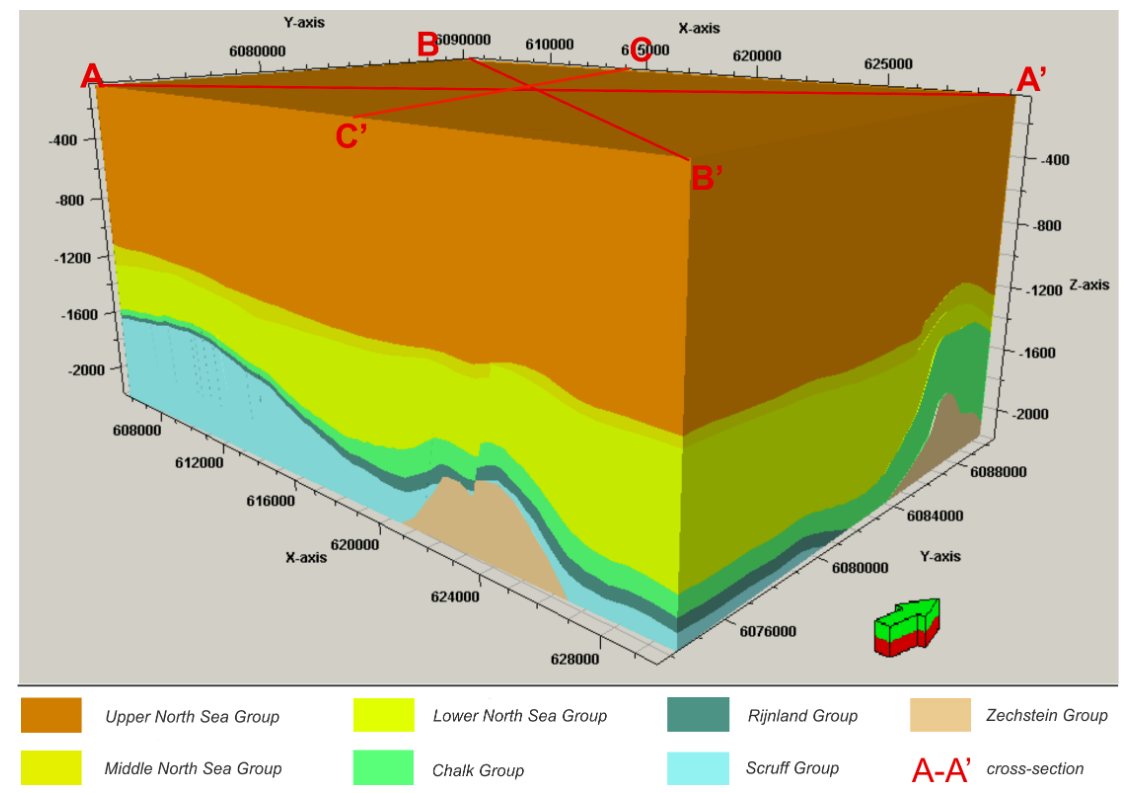 Y-axis
X-axis
6080000
6090000
610000
615000
620000
625000
A
B
C
A'
C'
B'
-400
-800
-1200
-1600
-2000
-400
-800
-1200
Z-axis
-1600
-2000
608000
612000
616000
X-axis
620000
624000
628000
6088000
6084000
Y-axis
6080000
6076000
Upper North Sea Group
Lower North Sea Group
Rijnland Group
Zechstein Group
Middle North Sea Group
Chalk Group
Scruff Group
A-A'
cross-section